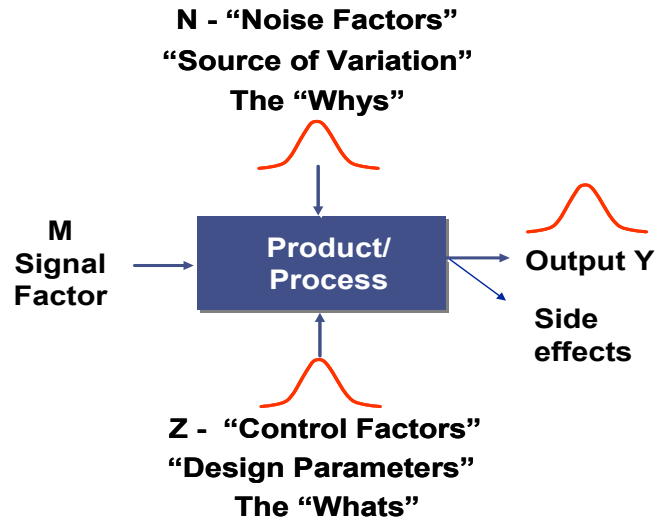 N - “Noise Factors”
“Source of Variation”
The “Whys”
M
Signal
Factor
Product/
Process
Output Y
Side
effects
Z -  “Control Factors”
“Design Parameters”
The “Whats”